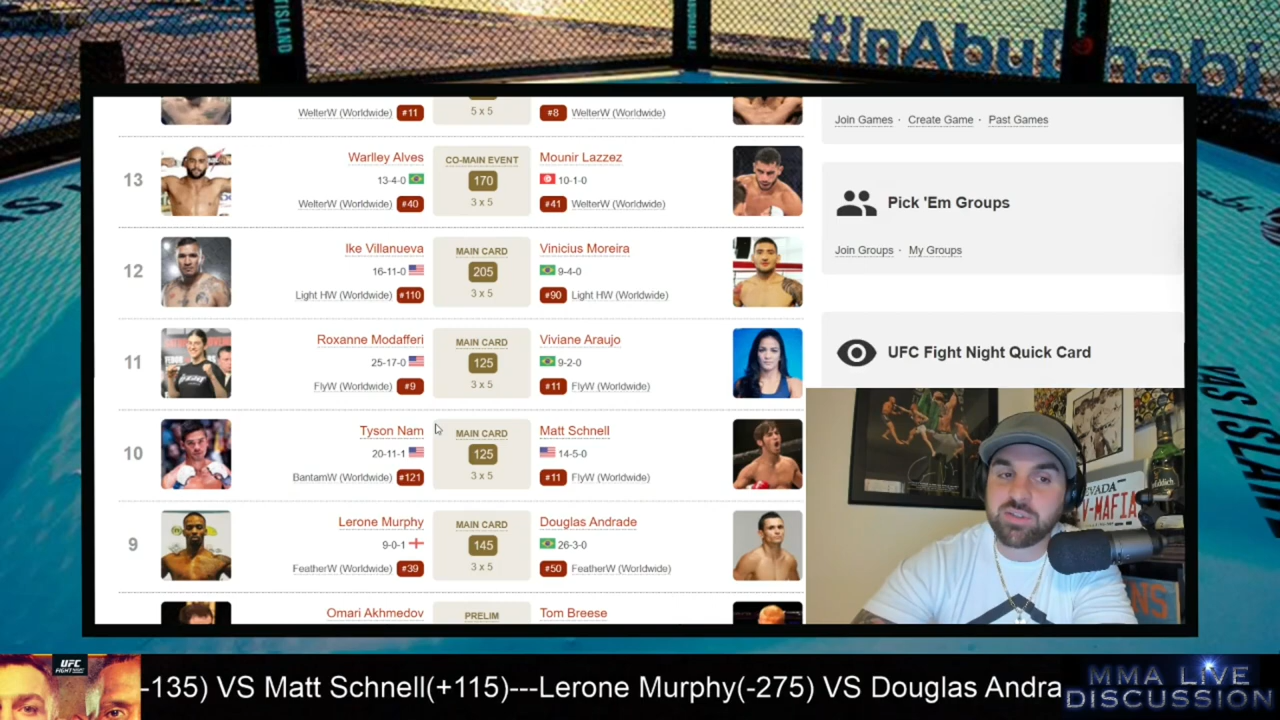 #InAbuDhabi
WelterW (Worldwide) #11
5 x 5
#8 WelterW (Worldwide)
13
Warlley Alves
13-4-0
WelterW (Worldwide) #40
CO-MAIN EVENT
170
3 x 5
Mounir Lazzez
10-1-0
#41 WelterW (Worldwide)
12
Ike Villanueva
16-11-0
Light HW (Worldwide) #110
MAIN CARD
205
3 x 5
Vinicius Moreira
9-4-0
#90 Light HW (Worldwide)
11
Roxanne Modafferi
25-17-0
FlyW (Worldwide) #9
MAIN CARD
125
3 x 5
Viviane Araujo
9-2-0
#11 FlyW (Worldwide)
10
Tyson Nam
20-11-1
BantamW (Worldwide) #121
MAIN CARD
125
3 x 5
Matt Schnell
14-5-0
#11 FlyW (Worldwide)
9
Lerone Murphy
9-0-1
FeatherW (Worldwide) #39
MAIN CARD
145
3 x 5
Douglas Andrade
26-3-0
#50 FeatherW (Worldwide)
Omari Akhmedov
PRELIM
Tom Breese
Join Games · Create Game · Past Games
Pick 'Em Groups
Join Groups · My Groups
UFC Fight Night Quick Card
V-MAFIA
NS
YAS ISLAND
UFC
FIGHT NIGHT
-135) VS Matt Schnell(+115)---Lerone Murphy(-275) VS Douglas Andra
MMA LIVE
DISCUSSION